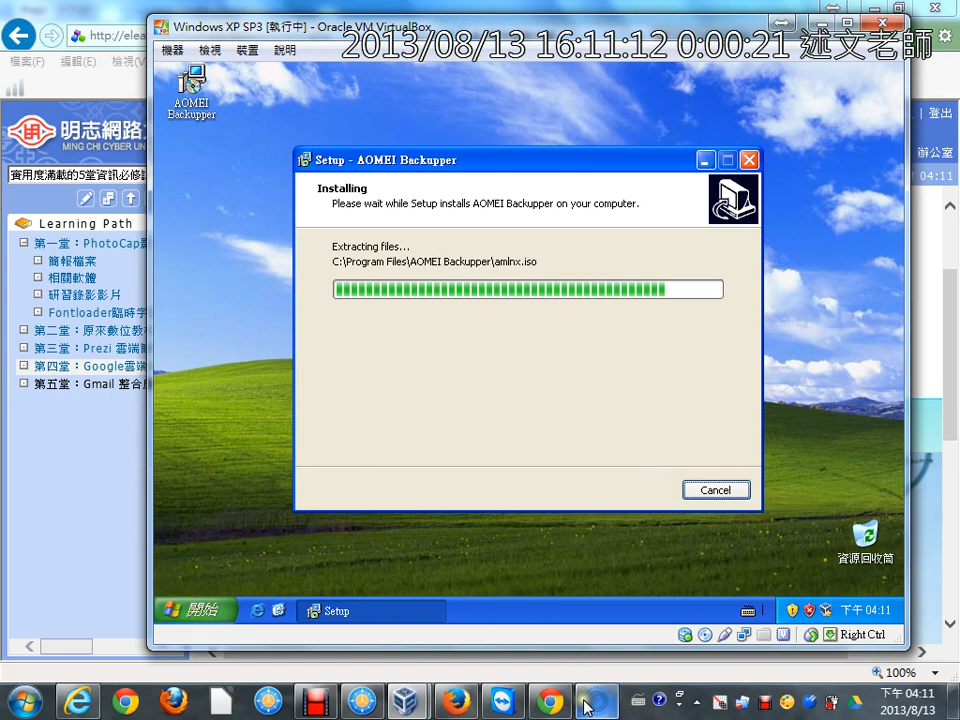 Windows XP SP3 [執行中] - Oracle VM VirtualBox
2013/08/13 16:11:12 0:00:21 述文老師
http://elea
機器 檢視 裝置 說明
檔案(F) 編輯(E) 檢視(V
AOMEI
Backupper
登出
明志網路
MING CHI CYBER UN
辦公室
04:11
實用度滿載的5堂資訊必修
Learning Path
第一堂：PhotoCap
簡報檔案
相關軟體
研習錄影影片
Fontloader臨時字
第二堂：原來數位教
第三堂：Prezi 雲端
第四堂：Google雲端
第五堂：Gmail 整合
Setup - AOMEI Backupper
Installing
Please wait while Setup installs AOMEI Backupper on your computer.
Extracting files...
C:\Program Files\AOMEI Backupper\amlnx.iso
Cancel
資源回收筒
開始
Setup
下午 04:11
Right Ctrl
100%
下午 04:11
2013/8/13